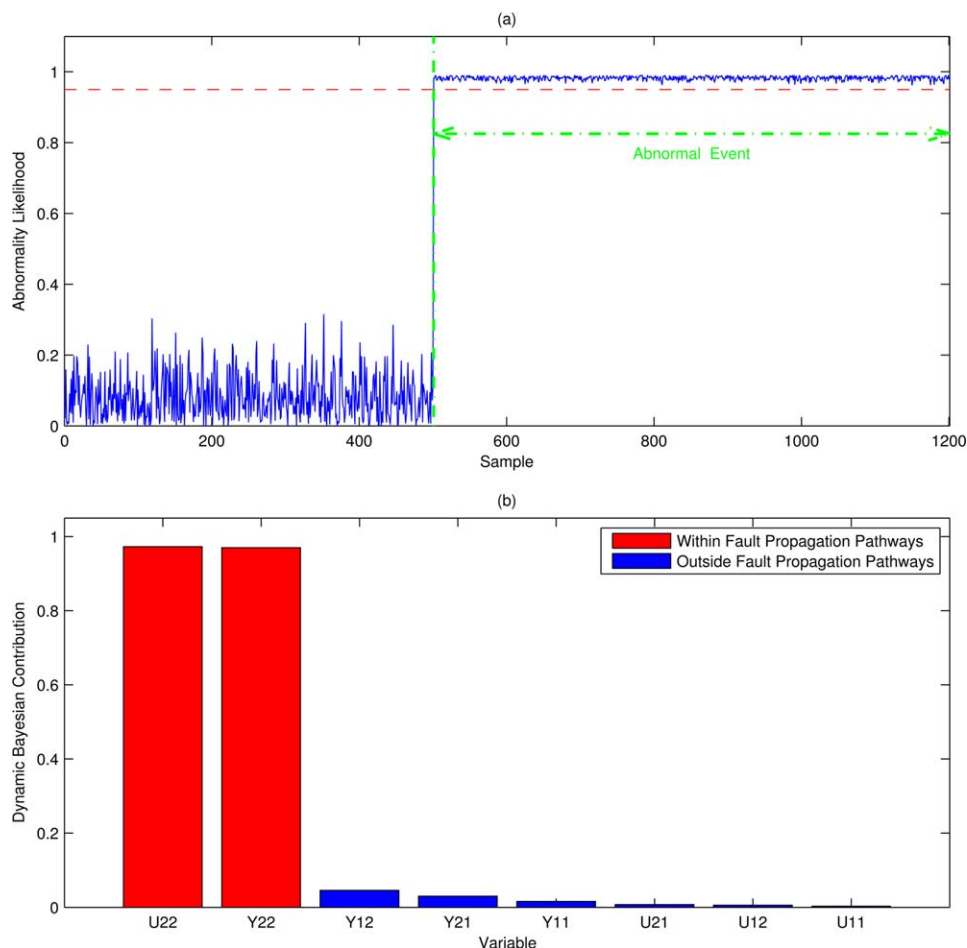 (a)
1
0.8
0.6
0.4
0.2
0
Abnormality Likelihood
Abnormal Event
0 200 400 600 800 1000 1200
Sample
(b)
1
0.8
0.6
0.4
0.2
0
Dynamic Bayesian Contribution
Within Fault Propagation Pathways
Outside Fault Propagation Pathways
U22 Y22 Y12 Y21 Y11 U21 U12 U11
Variable